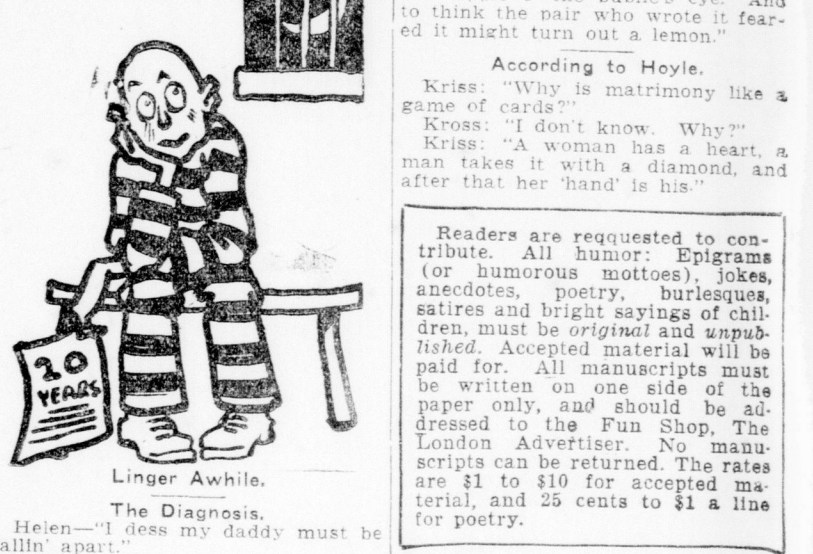 20
YEARS
Linger Awhile.
The Diagnosis.
Helen—"I dess my daddy must be
allin' apart."
eye. And
to think the pair who wrote it fear-
ed it might turn out a lemon."
According to Hoyle.
Kriss: "Why is matrimony like a
game of cards?"
Kross: "I don't know. Why?"
Kriss: "A woman has a heart, a
man takes it with a diamond, and
after that her 'hand' is his."
Readers are reqquested to con-
tribute. All humor: Epigrams
(or humorous mottoes), jokes,
anecdotes, poetry, burlesques,
satires and bright sayings of chil-
dren, must be original and unpub-
lished. Accepted material will be
paid for. All manuscripts must
be written on one side of the
paper only, and should be ad-
dressed to the Fun Shop, The
London Advertiser. No manu-
scripts can be returned. The rates
are $1 to $10 for accepted ma-
terial, and 25 cents to $1 a line
for poetry.